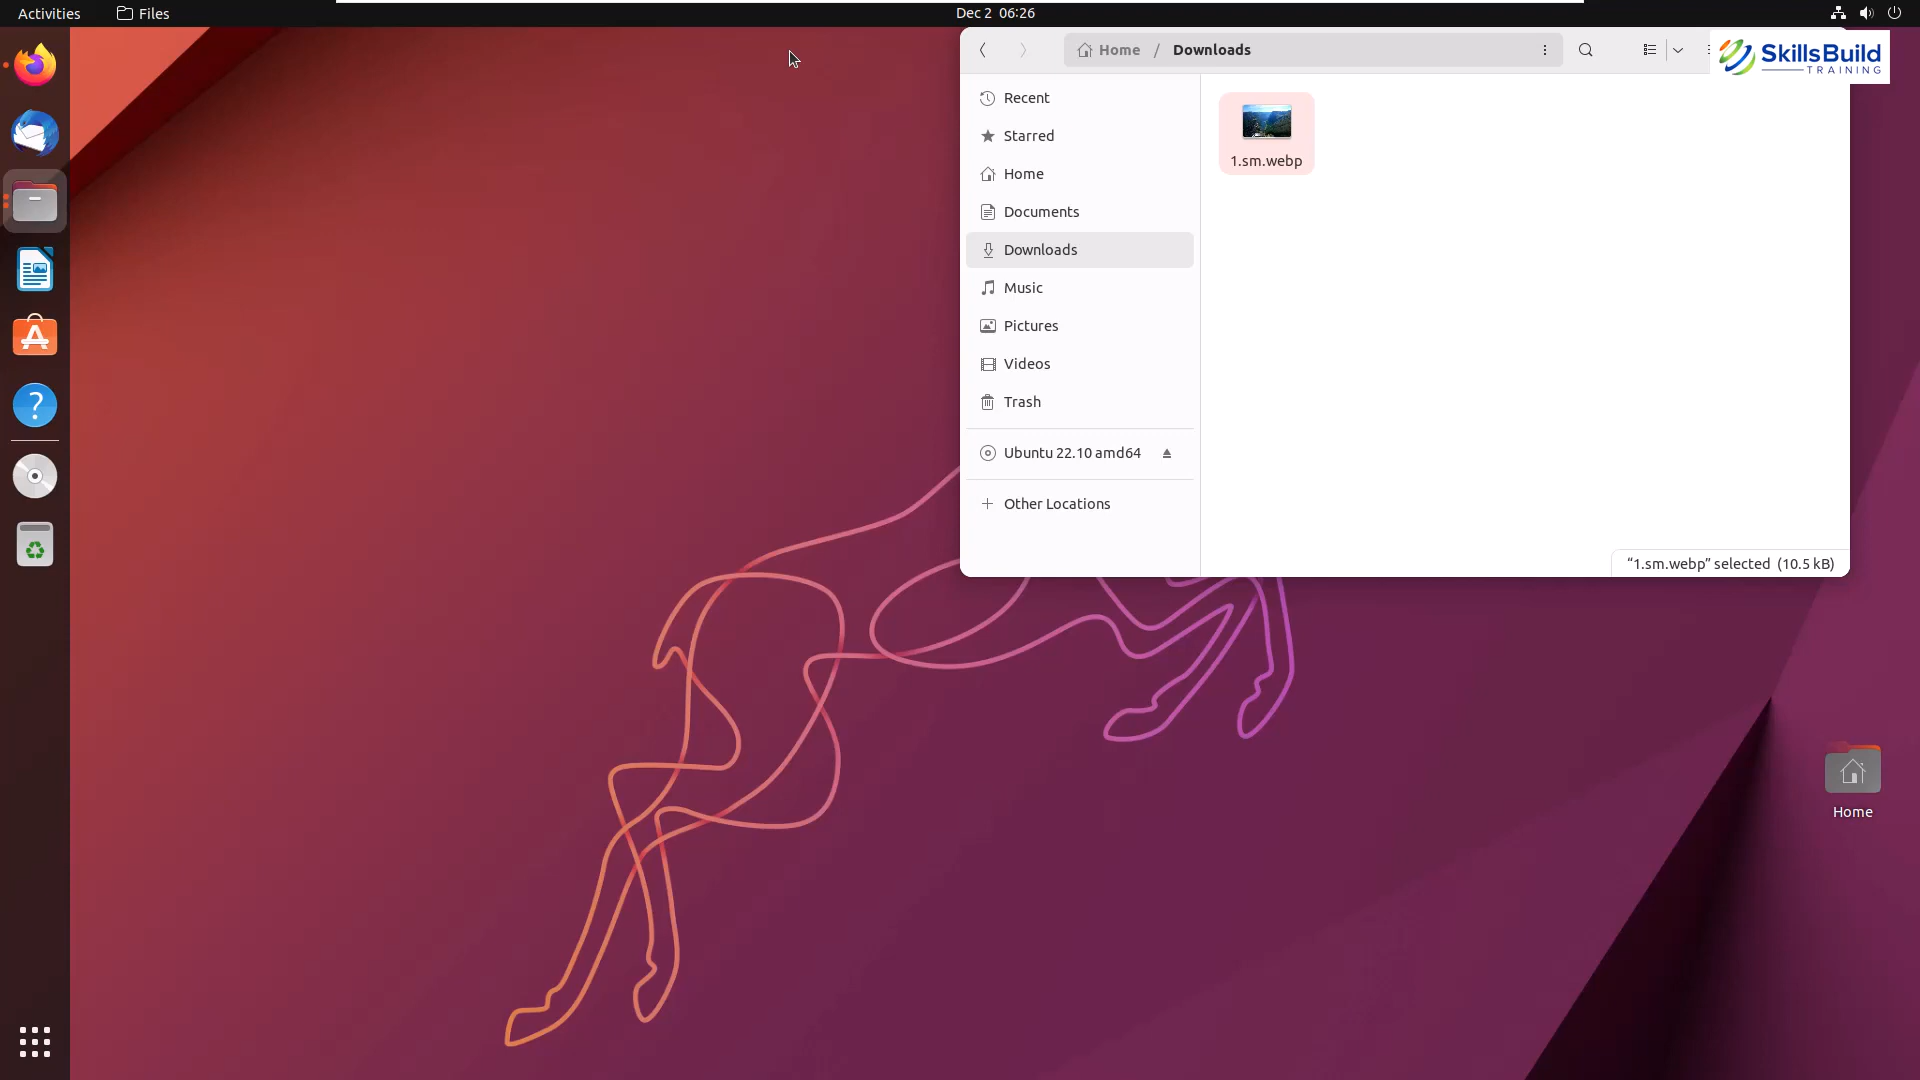 Activities
Files
Dec 2 06:26
Home / Downloads
SkillsBuild
TRAINING
Recent
Starred
Home
Documents
Downloads
Music
Pictures
Videos
Trash
Ubuntu 22.10 amd64
+ Other Locations
1.sm.webp
“1.sm.webp” selected (10.5 kB)
Home